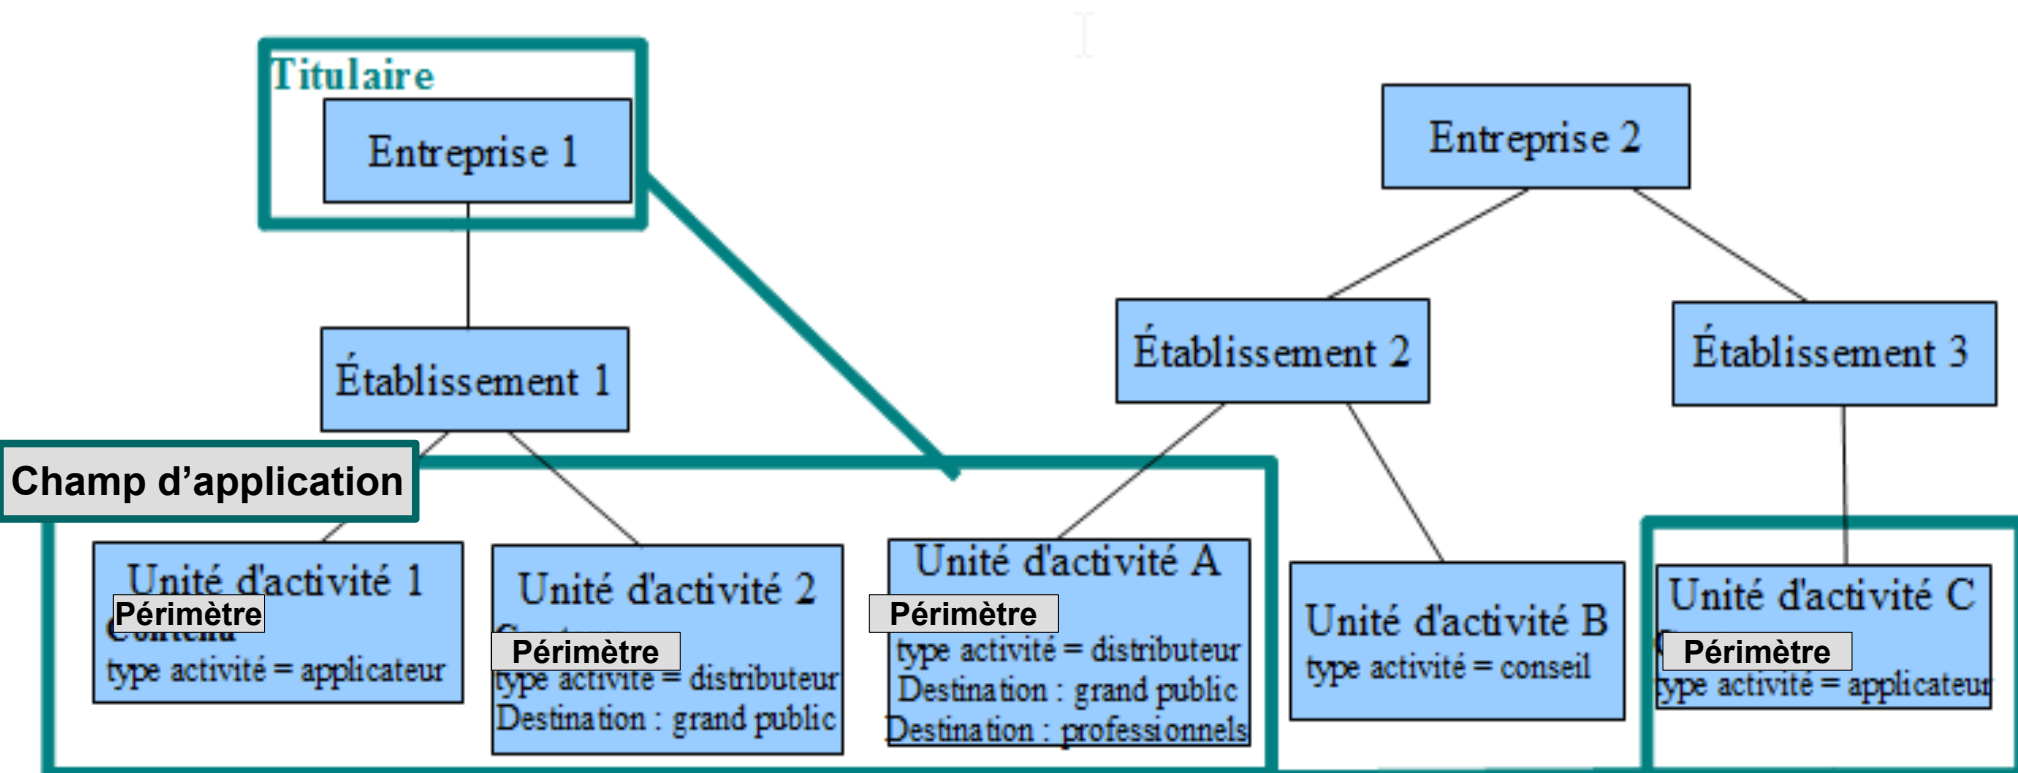 Titulaire
Entreprise 1
Entreprise 2
Établissement 1
Établissement 2
Établissement 3
Champ d’application
Unité d'activité 1
Périmètre
type activité = applicateur
Unité d'activité 2
Périmètre
type activité = distributeur
Destination : grand public
Unité d'activité A
Périmètre
type activité = distributeur
Destination : grand public
Destination : professionnels
Unité d'activité B
type activité = conseil
Unité d'activité C
Périmètre
type activité = applicateur